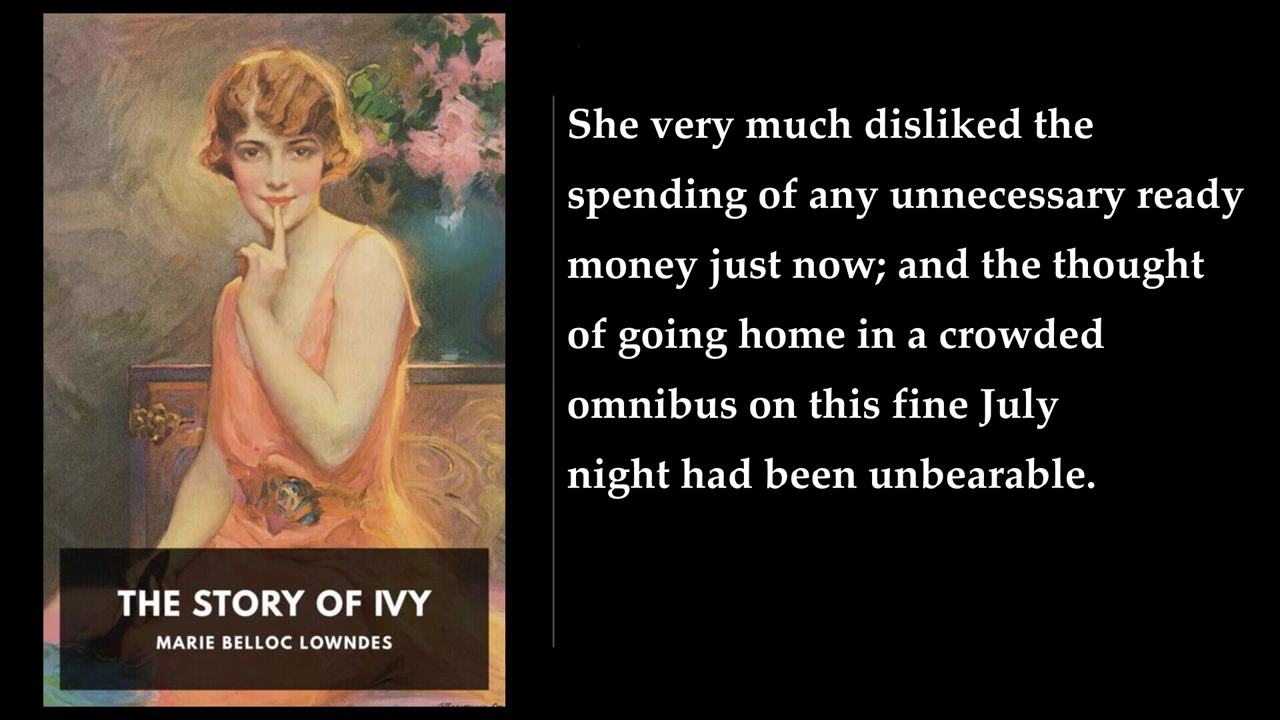 She very much disliked the
spending of any unnecessary ready
money just now; and the thought
of going home in a crowded
omnibus on this fine July
night had been unbearable.
THE STORY OF IVY
MARIE BELLOC LOWNDES